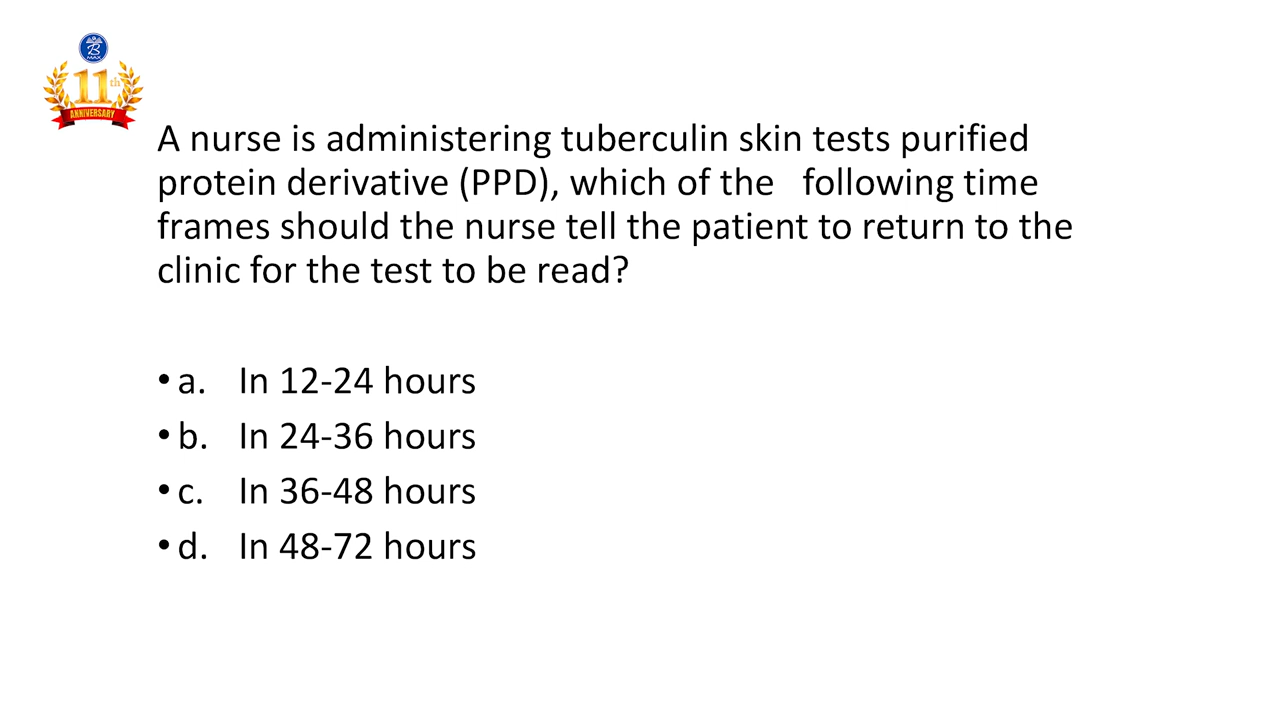 B
MAX
11th
ANNIVERSARY
A nurse is administering tuberculin skin tests purified
protein derivative (PPD), which of the following time
frames should the nurse tell the patient to return to the
clinic for the test to be read?
• a. In 12-24 hours
• b. In 24-36 hours
• c. In 36-48 hours
• d. In 48-72 hours